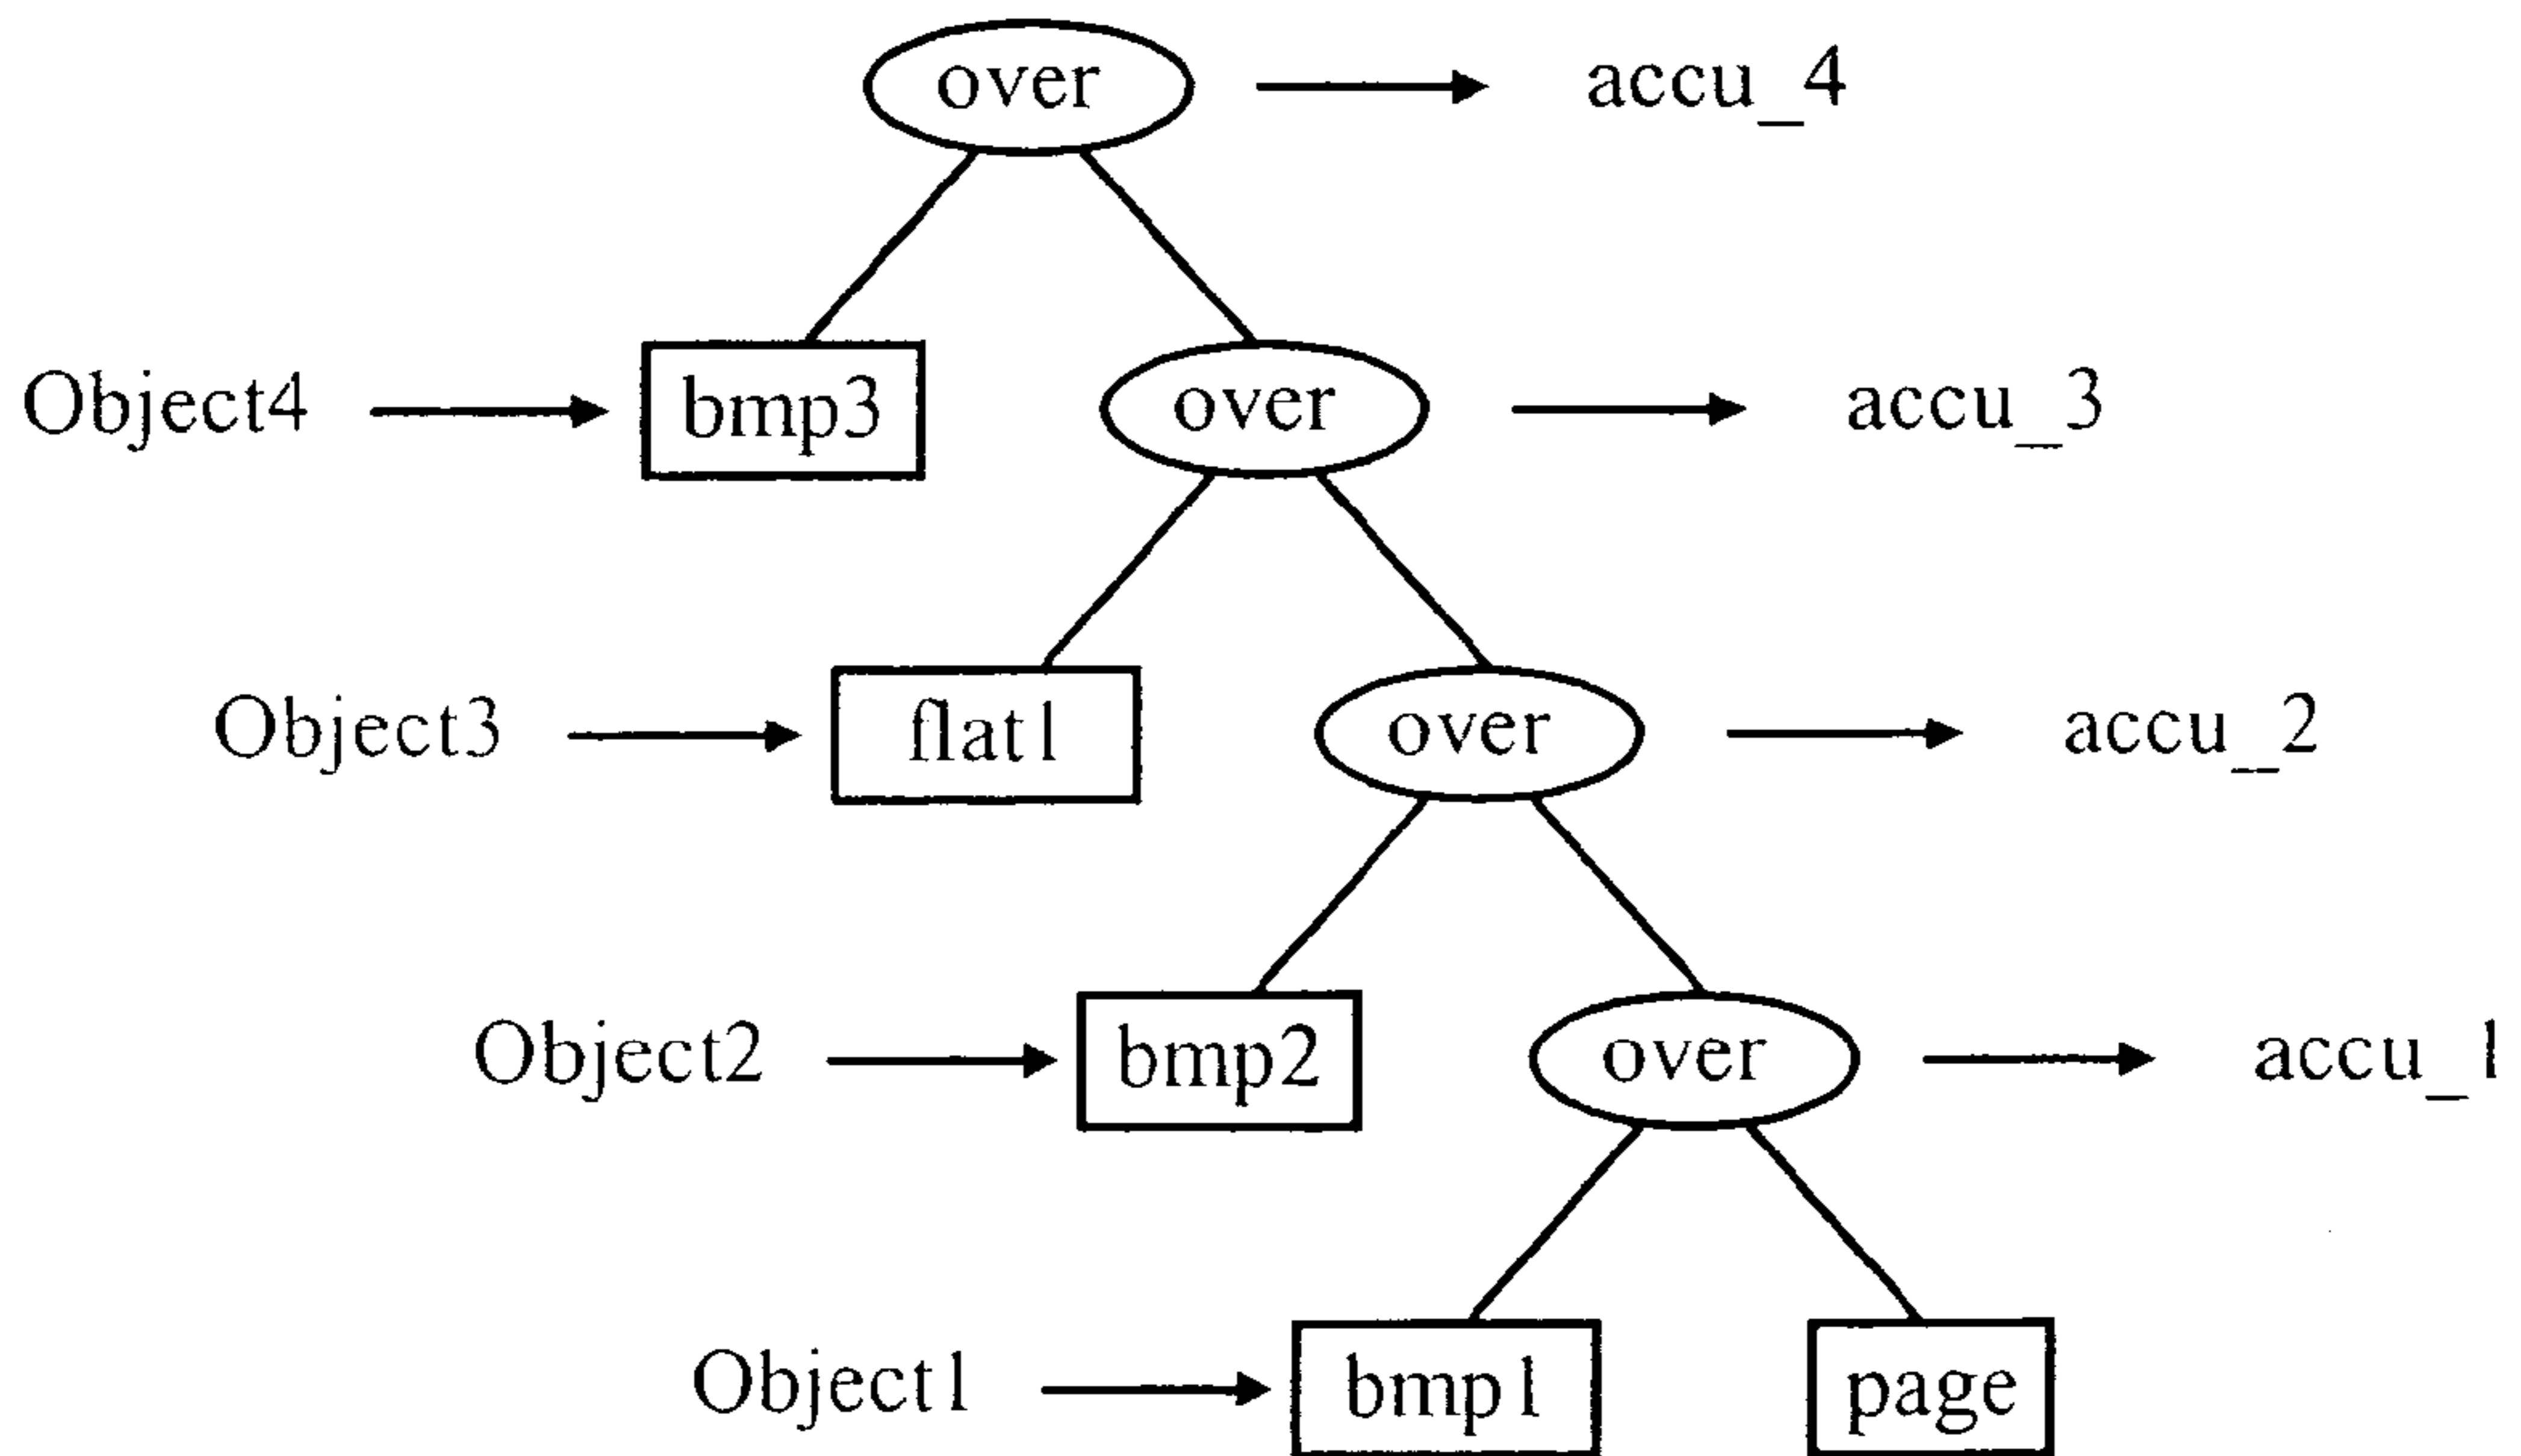 over accu_4
Object4 bmp3 over accu_3
Object3 flat1 over accu_2
Object2 bmp2 over accu_1
Object1 bmp1 page